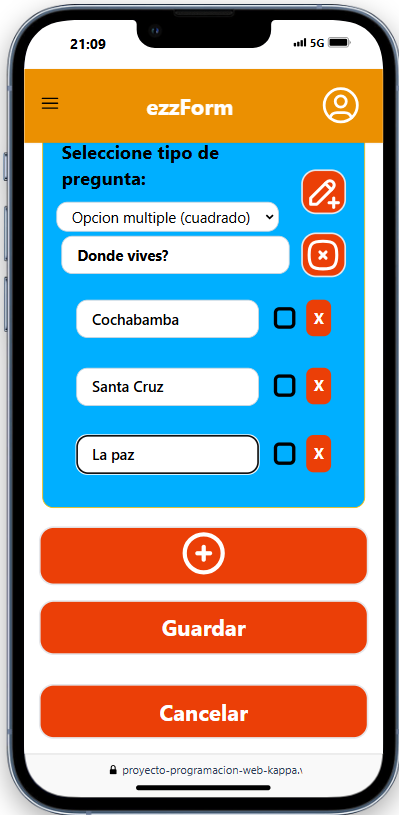 21:09
5G
ezzForm
Seleccione tipo de
pregunta:
Opcion multiple (cuadrado)
Donde vives?
Cochabamba
X
Santa Cruz
X
La paz
X
Guardar
Cancelar
proyecto-programacion-web-kappa.v